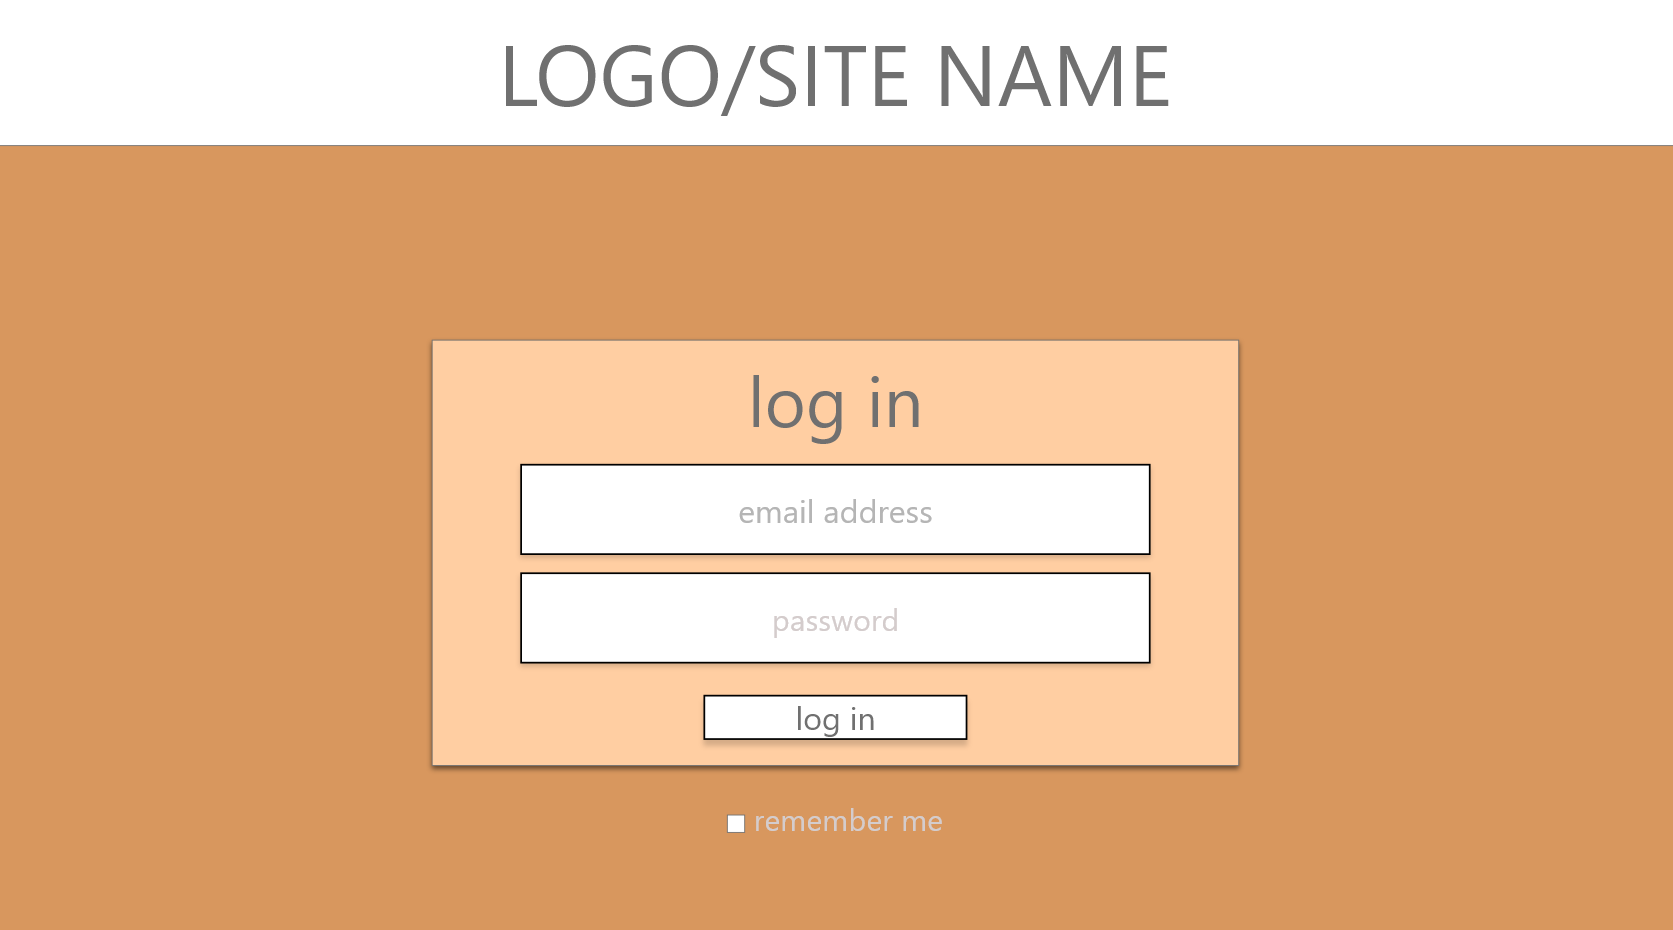 LOGO/SITE NAME
log in
email address
password
log in
remember me